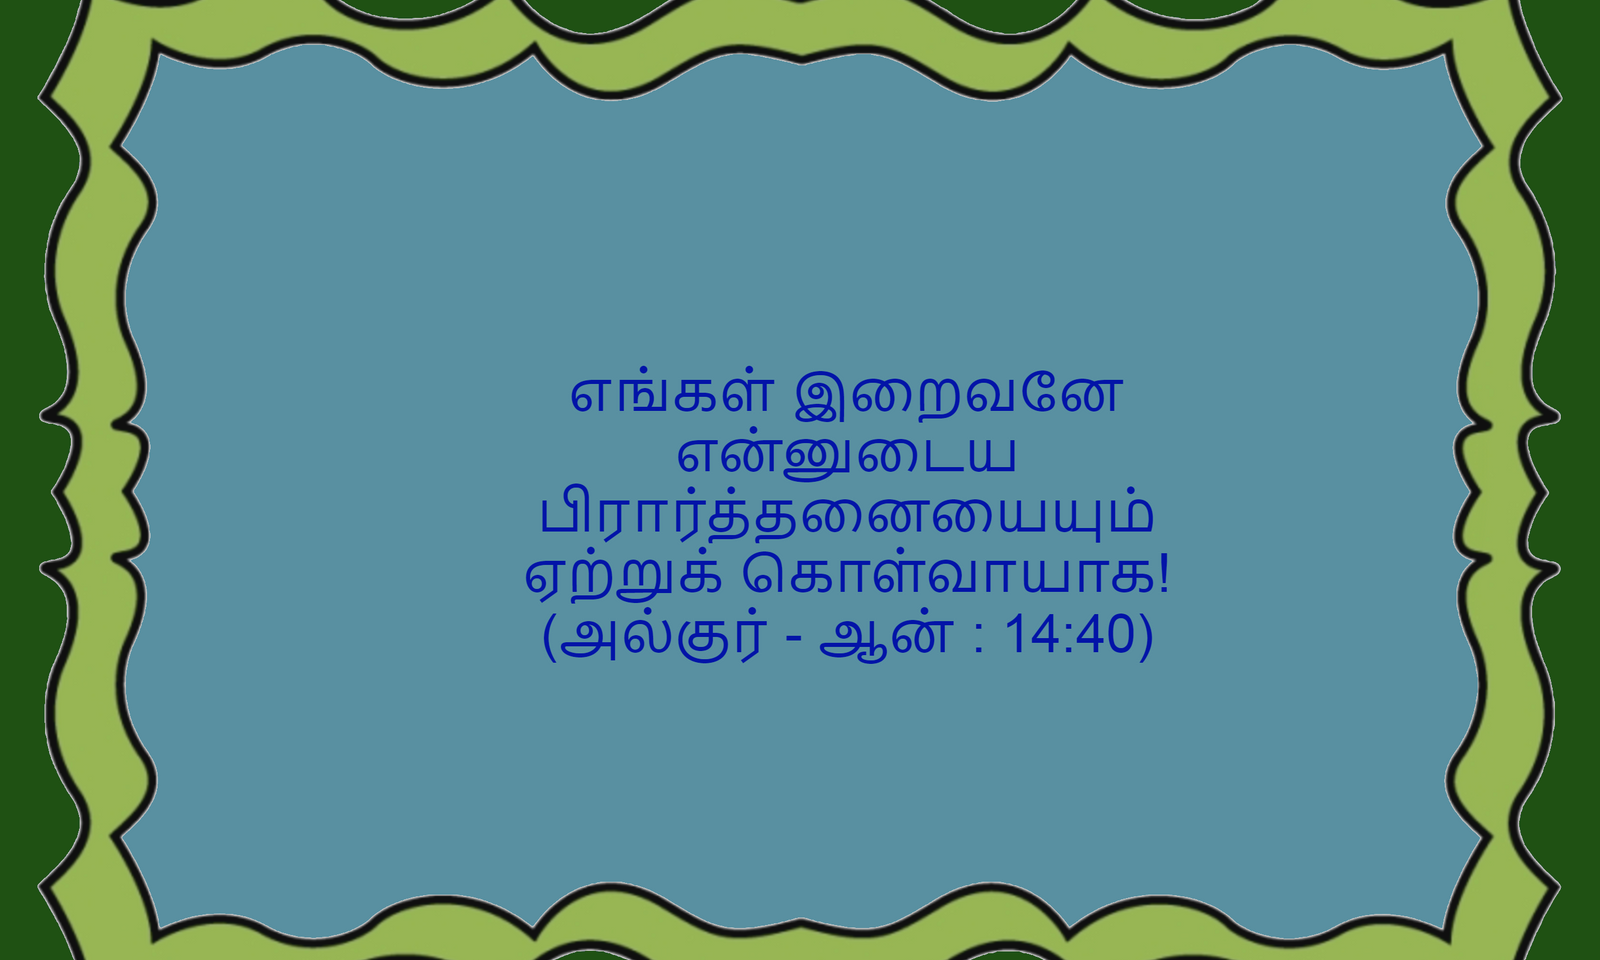 எங்கள் இறைவனே
என்னுடைய
பிரார்த்தனையையும்
ஏற்றுக் கொள்வாயாக!
(அல்குர் - ஆன் : 14:40)